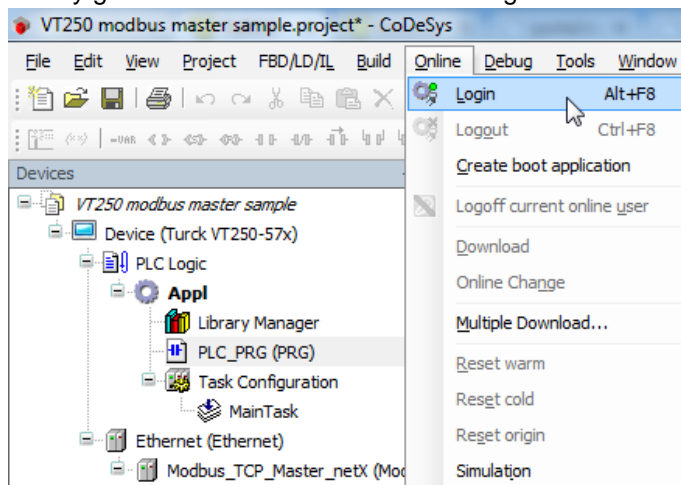 VT250 modbus master sample.project* - CoDeSys
File Edit View Project FBD/LD/IL Build Online Debug Tools Window
Login Alt+F8
Logout Ctrl+F8
Create boot application
Logoff current online user
Download
Online Change
Multiple Download...
Reset warm
Reset cold
Reset origin
Simulation
Devices
VT250 modbus master sample
Device (Turck VT250-57x)
PLC Logic
Appl
Library Manager
PLC_PRG (PRG)
Task Configuration
MainTask
Ethernet (Ethernet)
Modbus_TCP_Master_netX (Mod